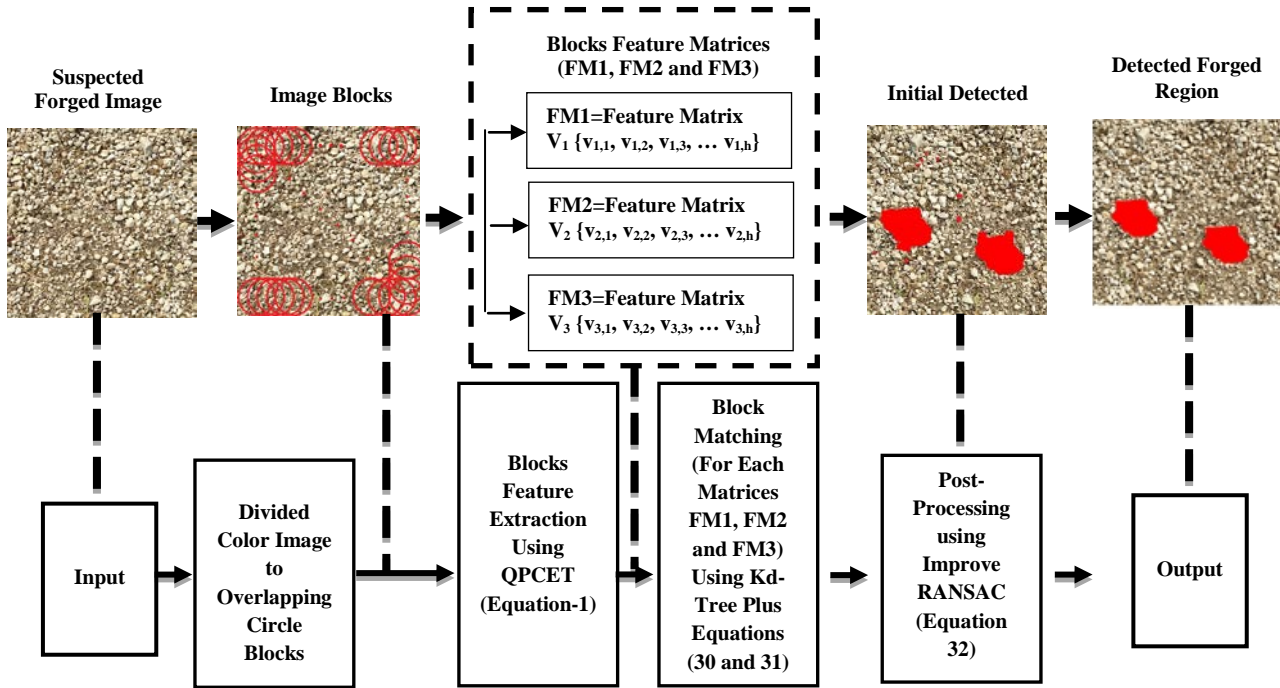 Suspected
Forged Image
Image Blocks
Blocks Feature Matrices
(FM1, FM2 and FM3)
FM1=Feature Matrix
V1 {v1,1, v1,2, v1,3, … v1,h}
FM2=Feature Matrix
V2 {v2,1, v2,2, v2,3, … v2,h}
FM3=Feature Matrix
V3 {v3,1, v3,2, v3,3, … v3,h}
Initial Detected
Detected Forged
Region
Input
Divided
Color Image
to
Overlapping
Circle
Blocks
Blocks
Feature
Extraction
Using
QPCET
(Equation-1)
Block
Matching
(For Each
Matrices
FM1, FM2
and FM3)
Using Kd-
Tree Plus
Equations
(30 and 31)
Post-
Processing
using
Improve
RANSAC
(Equation
32)
Output